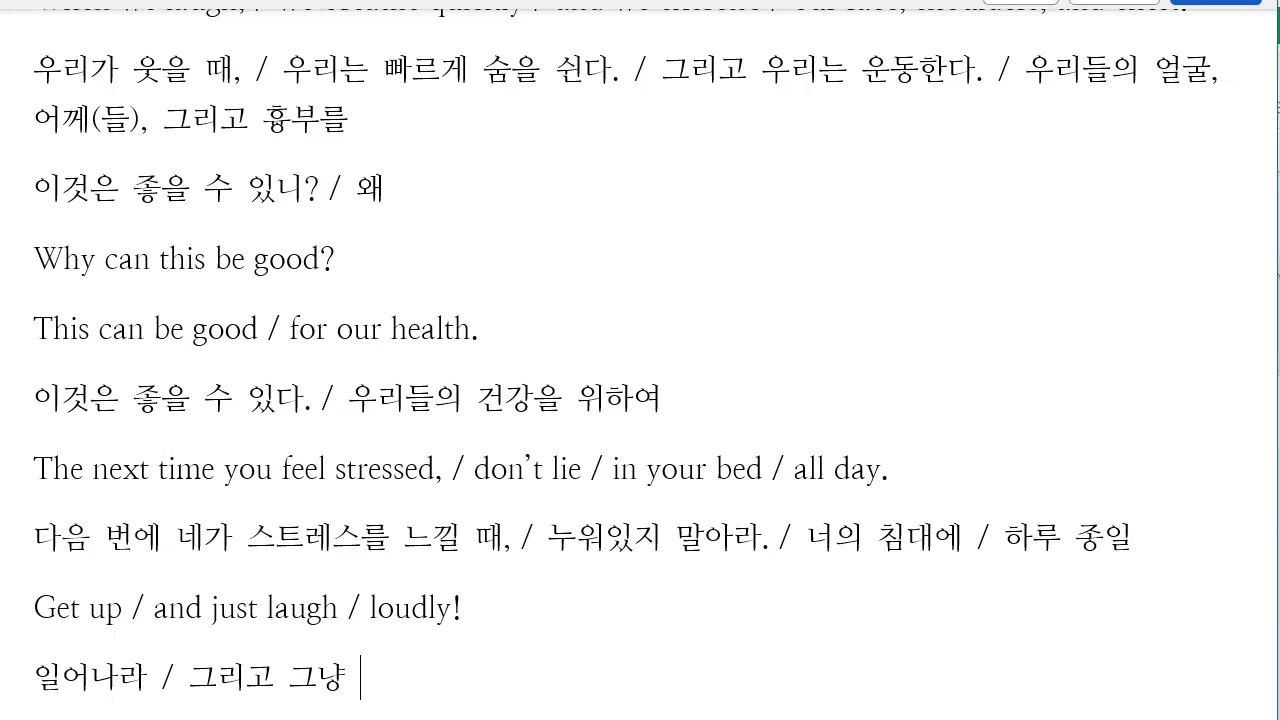 우리가 웃을 때, / 우리는 빠르게 숨을 쉰다. / 그리고 우리는 운동한다. / 우리들의 얼굴,
어께(들), 그리고 흉부를
이것은 좋을 수 있니? / 왜
Why can this be good?
This can be good / for our health.
이것은 좋을 수 있다. / 우리들의 건강을 위하여
The next time you feel stressed, / don't lie / in your bed / all day.
다음 번에 네가 스트레스를 느낄 때, / 누워있지 말아라. / 너의 침대에 / 하루 종일
Get up / and just laugh / loudly!
일어나라 / 그리고 그냥